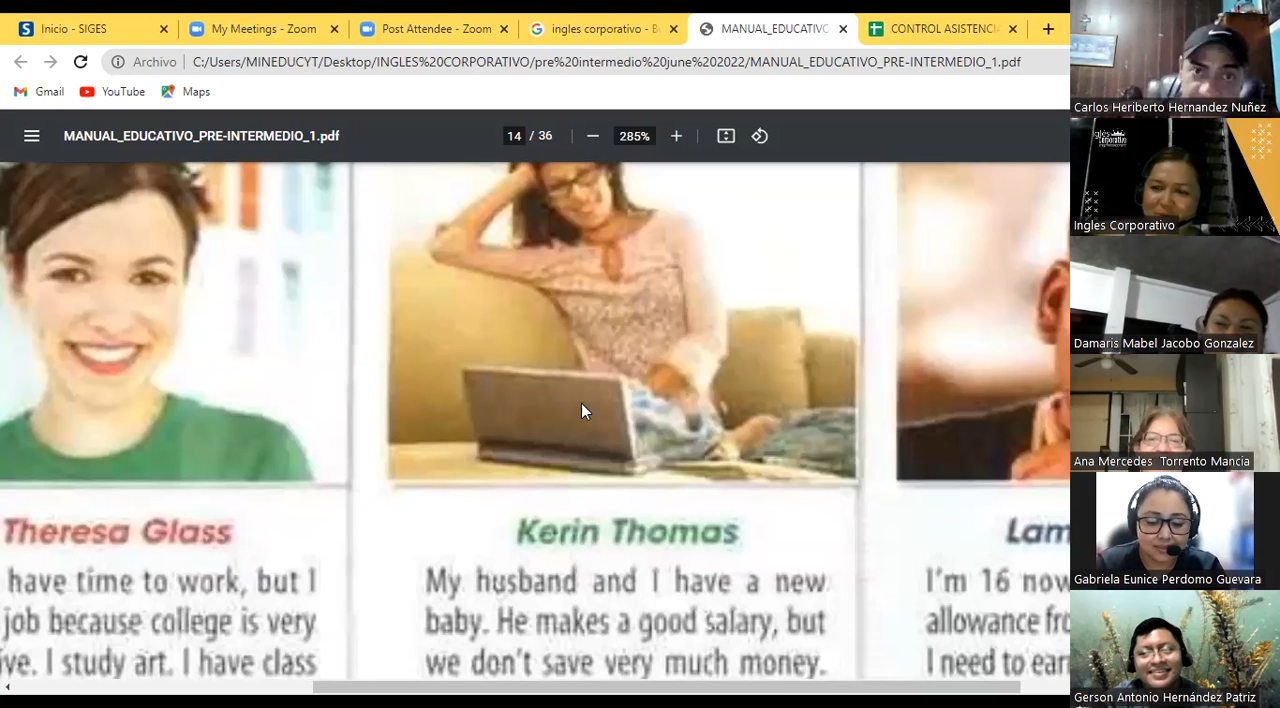 Inicio - SIGES
My Meetings - Zoom
Post Attendee - Zoom
ingles corporativo - B
MANUAL_EDUCATIVO
CONTROL ASISTENCIA
Archivo
C:/Users/MINEDUCYT/Desktop/INGLES%20CORPORATIVO/pre%20intermedio%20june%202022/MANUAL_EDUCATIVO_PRE-INTERMEDIO_1.pdf
Gmail
YouTube
Maps
MANUAL_EDUCATIVO_PRE-INTERMEDIO_1.pdf
14 / 36
285%
Theresa Glass
have time to work, but I
job because college is very
ve. I study art. I have class
Kerin Thomas
My husband and I have a new
baby. He makes a good salary, but
we don't save very much money.
Lam
I'm 16 now
allowance fr
I need to ear
Carlos Heriberto Hernandez Nuñez
Inglés
Corporativo
Ingles Corporativo
Damaris Mabel Jacobo Gonzalez
Ana Mercedes Torrento Mancia
Gabriela Eunice Perdomo Guevara
Gerson Antonio Hernández Patriz